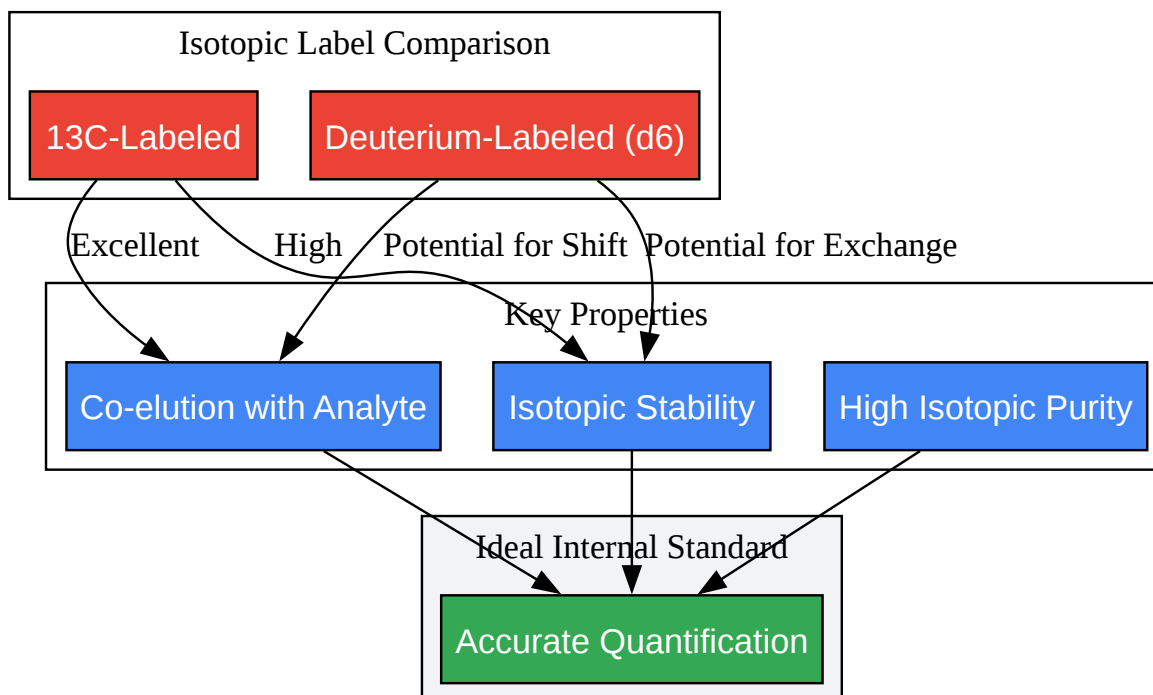 Isotopic Label Comparison
13C-Labeled
Deuterium-Labeled (d6)
Excellent
High
Potential for Shift
Potential for Exchange
Key Properties
Co-elution with Analyte
Isotopic Stability
High Isotopic Purity
Ideal Internal Standard
Accurate Quantification